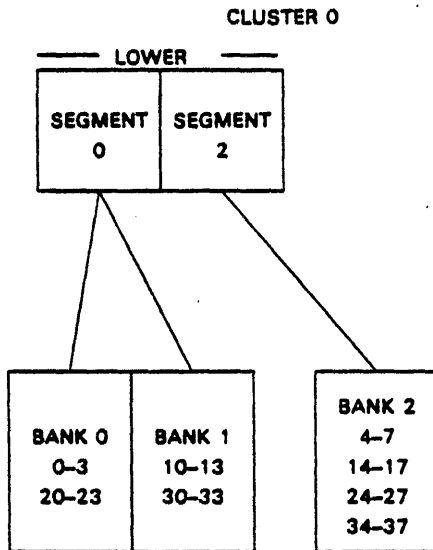 CLUSTER 0
LOWER
SEGMENT
0
SEGMENT
2
BANK 0
0–3
20–23
BANK 1
10–13
30–33
BANK 2
4–7
14–17
24–27
34–37